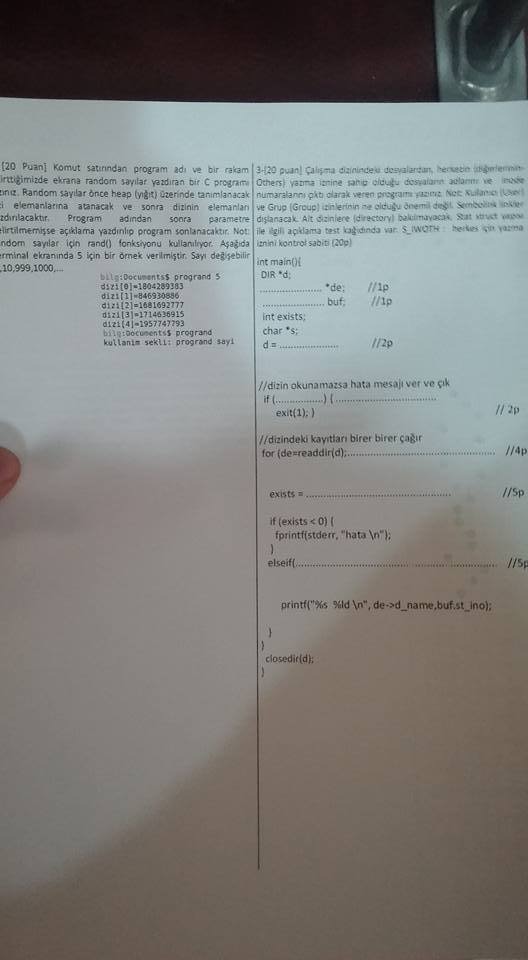 [20 Puan] Komut satırından program adı ve bir rakam
irttiğimizde ekrana random sayılar yazdıran bir C programı
zınız. Random sayılar önce heap (yığıt) üzerinde tanımlanacak
zi elemanlarına atanacak ve sonra dizinin elemanları
zdırılacaktır. Program adından sonra parametre
elirtilmemişse açıklama yazdırılıp program sonlanacaktır. Not:
ndom sayılar için rand() fonksiyonu kullanılıyor. Aşağıda
erminal ekranında 5 için bir örnek verilmiştir. Sayı değişebilir
,10,999,1000,...
bilg:Documents$ progrand 5
dizi[0]=1804289383
dizi[1]=846930886
dizi[2]=1681692777
dizi[3]=1714636915
dizi[4]=1957747793
bilg:Documents$ progrand
kullanim sekli: progrand sayi
3-[20 puan] Çalışma dizinindeki dosyalardan, herkesin (diğerlerinin-
Others) yazma iznine sahip olduğu dosyaların adlarını ve inode
numaralarını çıktı olarak veren programı yazınız. Not: Kullanıcı (User)
ve Grup (Group) izinlerinin ne olduğu önemli değil. Sembolik linkler
dışlanacak. Alt dizinlere (directory) bakılmayacak. Stat struct yapısı
ile ilgili açıklama test kağıdında var. S_IWOTH : herkes için yazma
iznini kontrol sabiti (20p)
int main(){
DIR *d;
.................... *de; //1p
.................... buf; //1p
int exists;
char *s;
d = .................... //2p
//dizin okunamazsa hata mesajı ver ve çık
if (................) { ................................
exit(1); } // 2p
//dizindeki kayıtları birer birer çağır
for (de=readdir(d);................................................ //4p
exists = ................................................ //5p
if (exists < 0) {
fprintf(stderr, "hata \n");
}
elseif(................................................................ //5p
printf("%s %ld \n", de->d_name,buf.st_ino);
}
}
closedir(d);
}